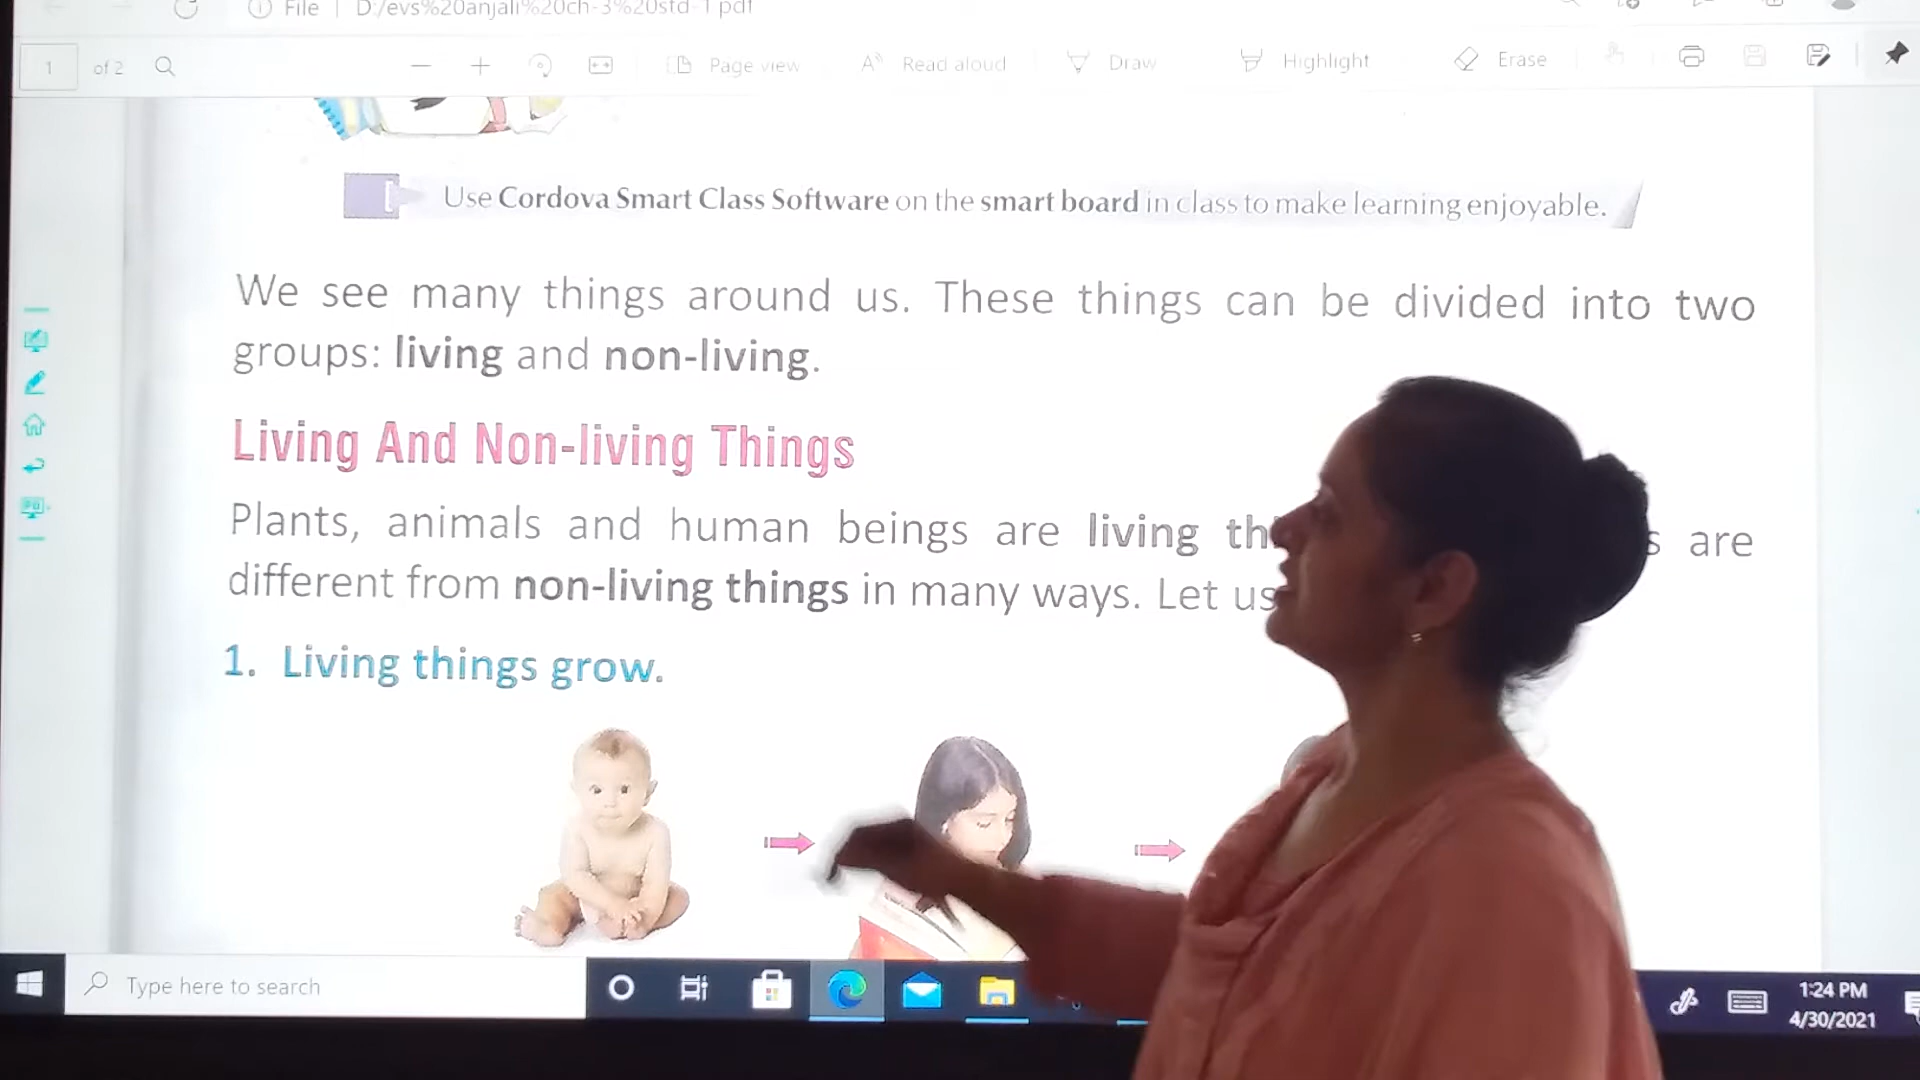 File | D:/evs%20anjali%20ch-3%20std-1 pdf
1 of 2 Page view Read aloud Draw Highlight Erase
Use Cordova Smart Class Software on the smart board in class to make learning enjoyable.
We see many things around us. These things can be divided into two
groups: living and non-living.
Living And Non-living Things
Plants, animals and human beings are living are
different from non-living things in many ways. Let us
1. Living things grow.
Type here to search
1:24 PM
4/30/2021